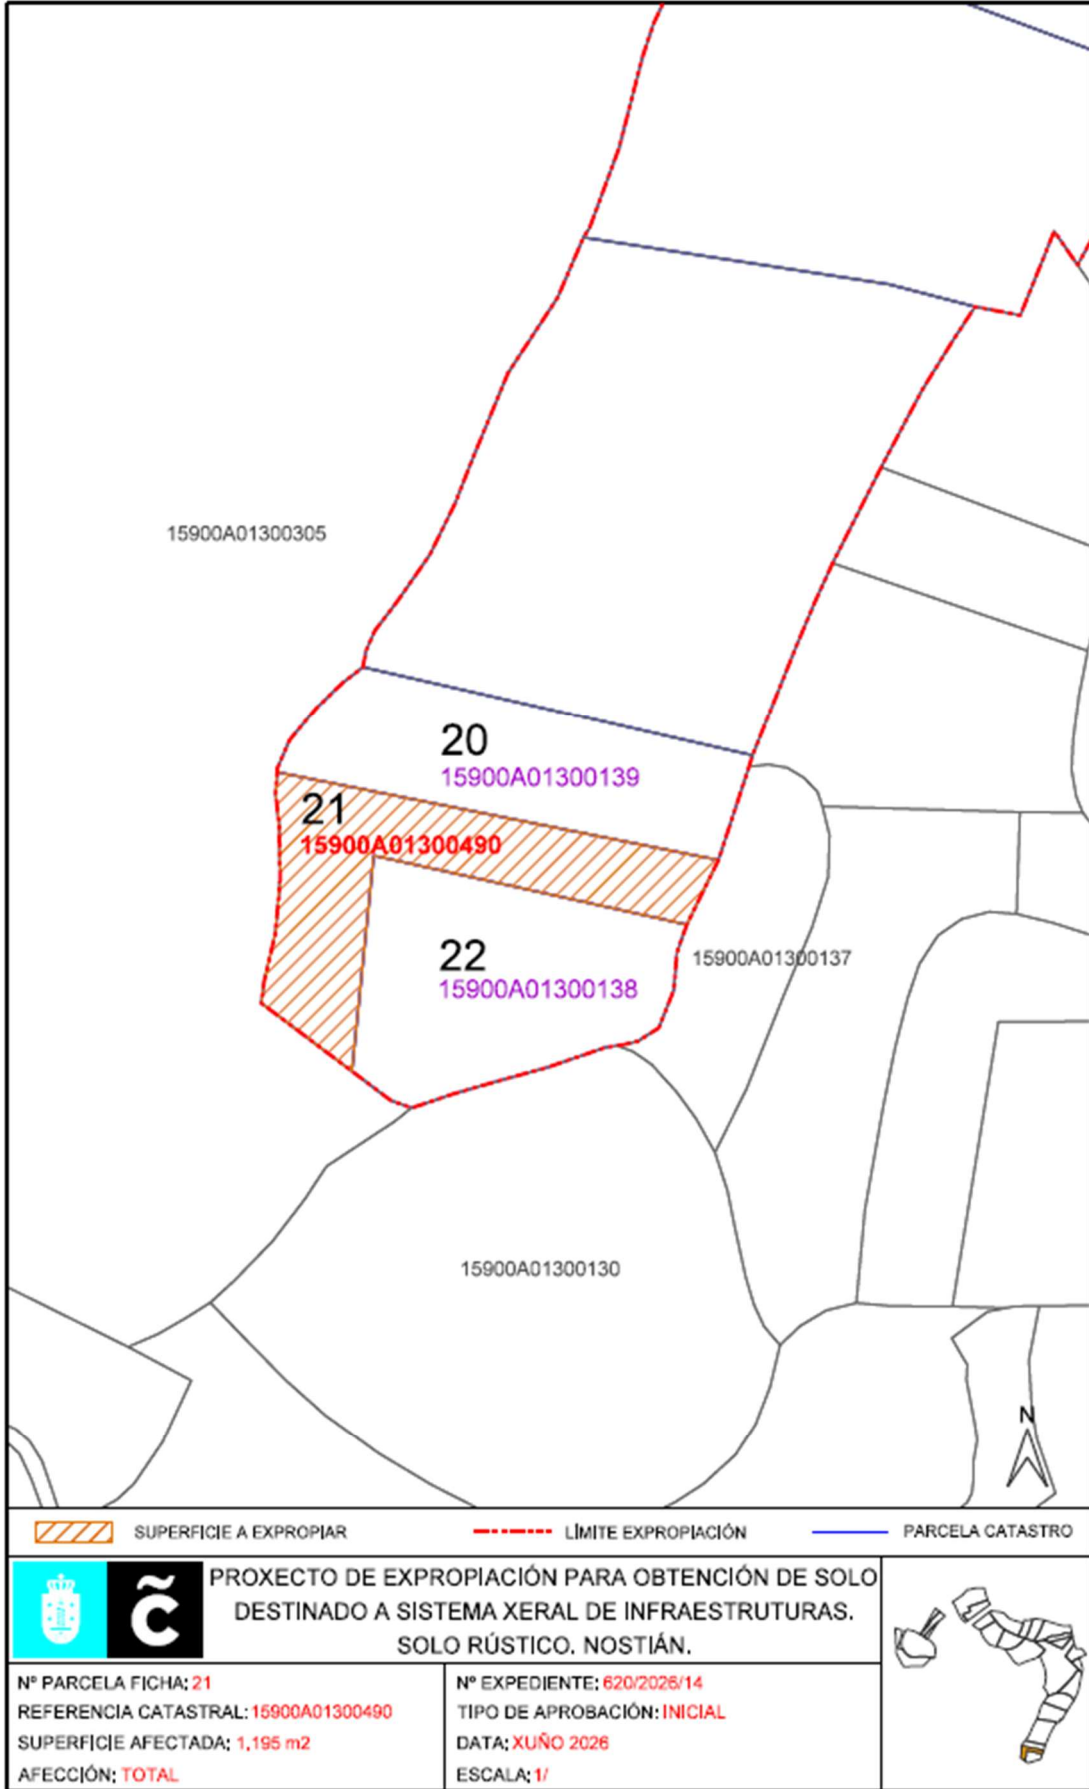 15900A01300305
20
15900A01300139
21
15900A01300490
22
15900A01300138
15900A01300137
15900A01300130
N
SUPERFICIE A EXPROPIAR
LÍMITE EXPROPIACIÓN
PARCELA CATASTRO
PROXECTO DE EXPROPIACIÓN PARA OBTENCIÓN DE SOLO
DESTINADO A SISTEMA XERAL DE INFRAESTRUTURAS.
SOLO RÚSTICO. NOSTIÁN.
Nº PARCELA FICHA: 21
REFERENCIA CATASTRAL: 15900A01300490
SUPERFICIE AFECTADA: 1,195 m2
AFECCIÓN: TOTAL
Nº EXPEDIENTE: 620/2026/14
TIPO DE APROBACIÓN: INICIAL
DATA: XUÑO 2026
ESCALA: 1/